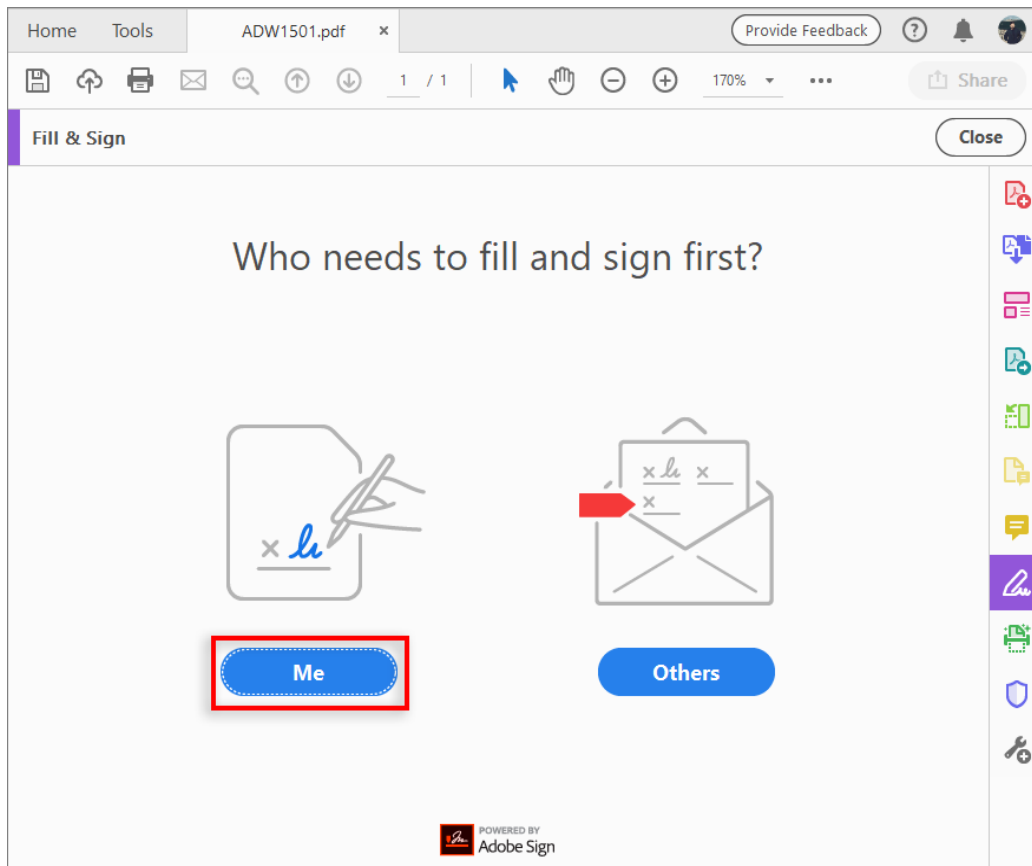 Home Tools ADW1501.pdf × Provide Feedback ?
1 / 1 170% ••• Share
Fill & Sign Close
Who needs to fill and sign first?
Me Others
POWERED BY
Adobe Sign